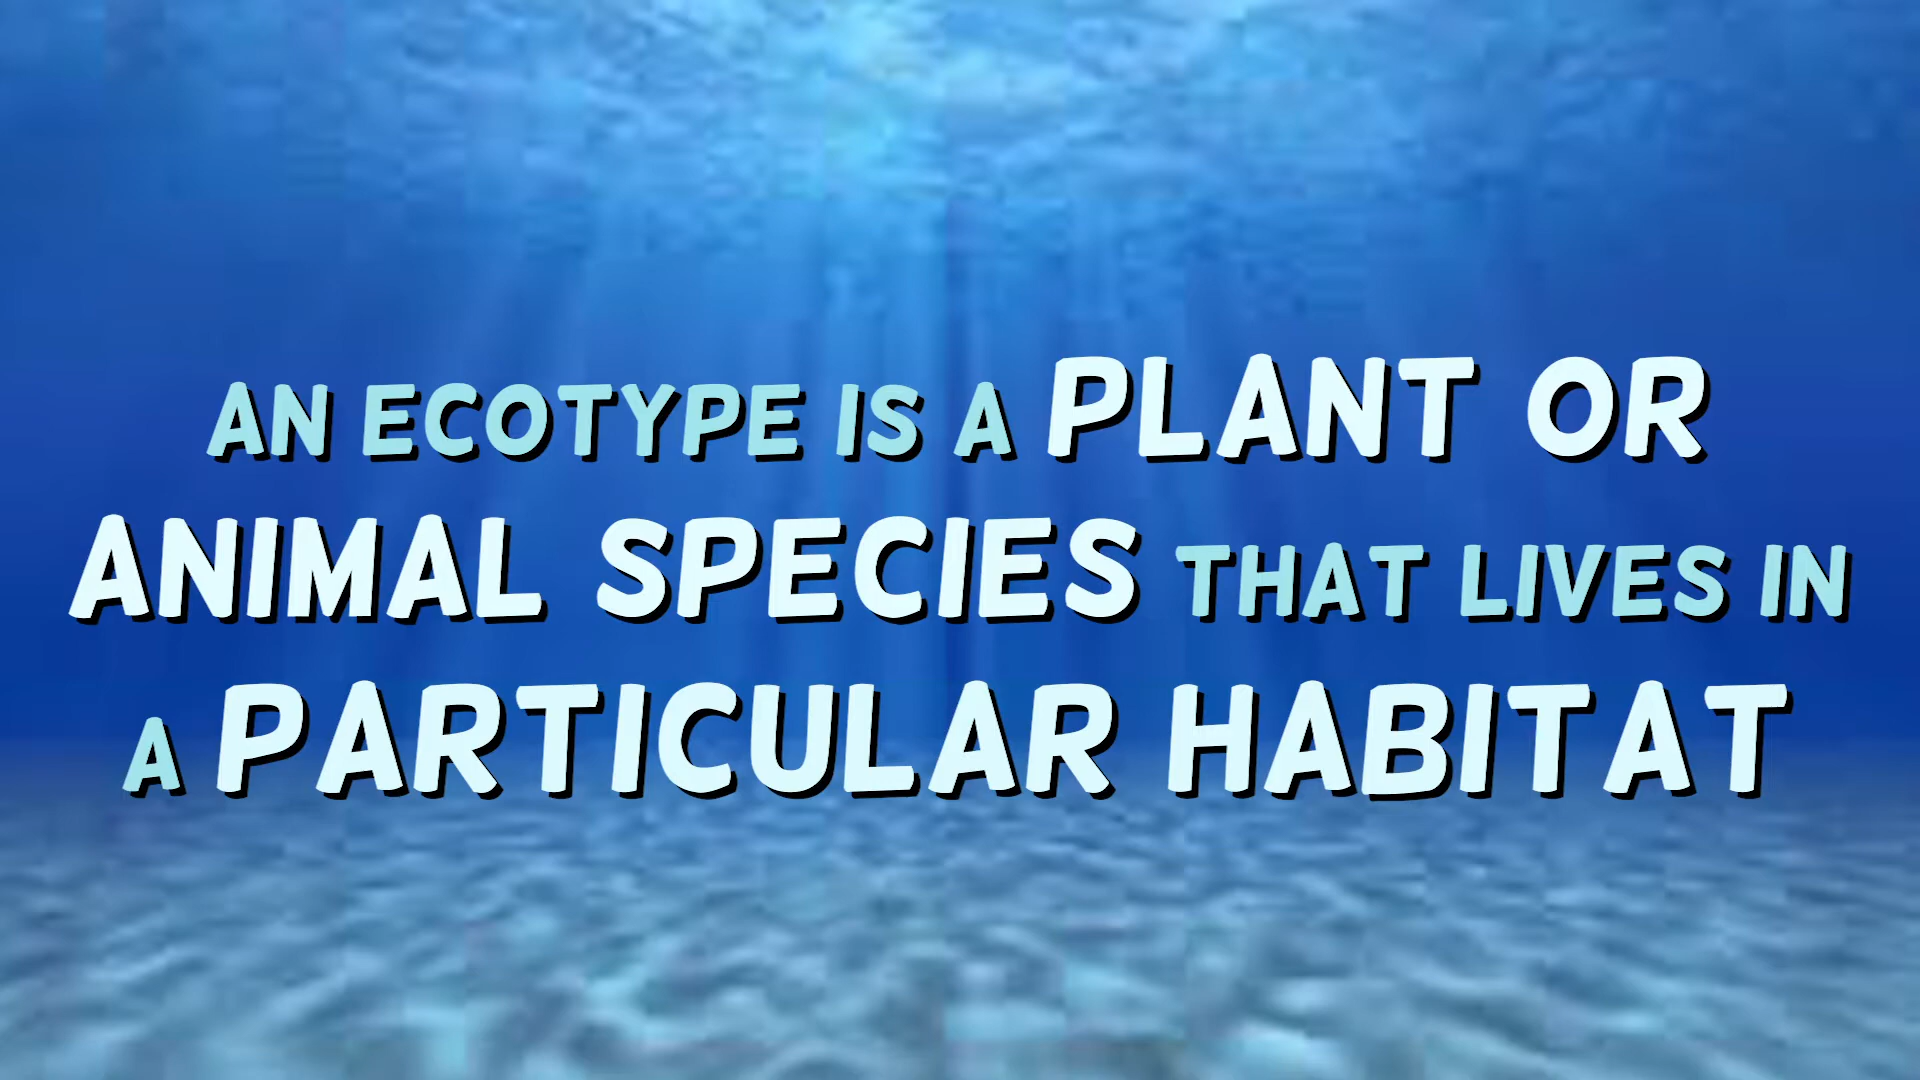 AN ECOTYPE IS A PLANT OR
ANIMAL SPECIES THAT LIVES IN
A PARTICULAR HABITAT